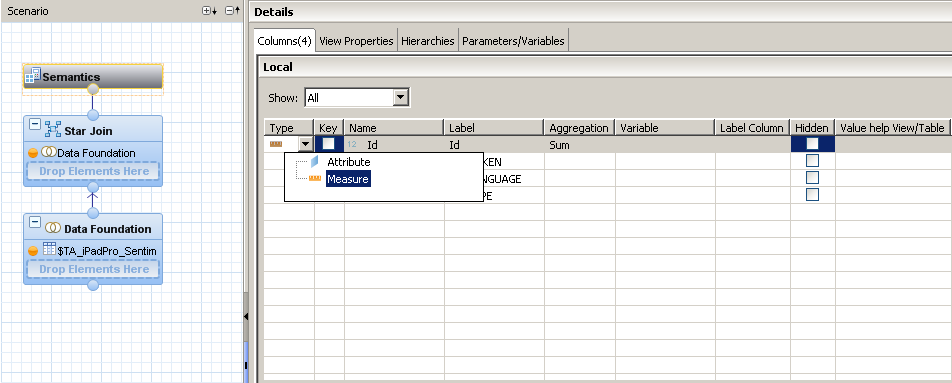 Scenario
Semantics
Star Join
Data Foundation
Drop Elements Here
Data Foundation
$TA_iPadPro_Sentim
Drop Elements Here
Details
Columns(4) View Properties Hierarchies Parameters/Variables
Local
Show: All
Type Key Name Label Aggregation Variable Label Column Hidden Value help View/Table
12 Id Id Sum
Attribute KEN
Measure NGUAGE
PE